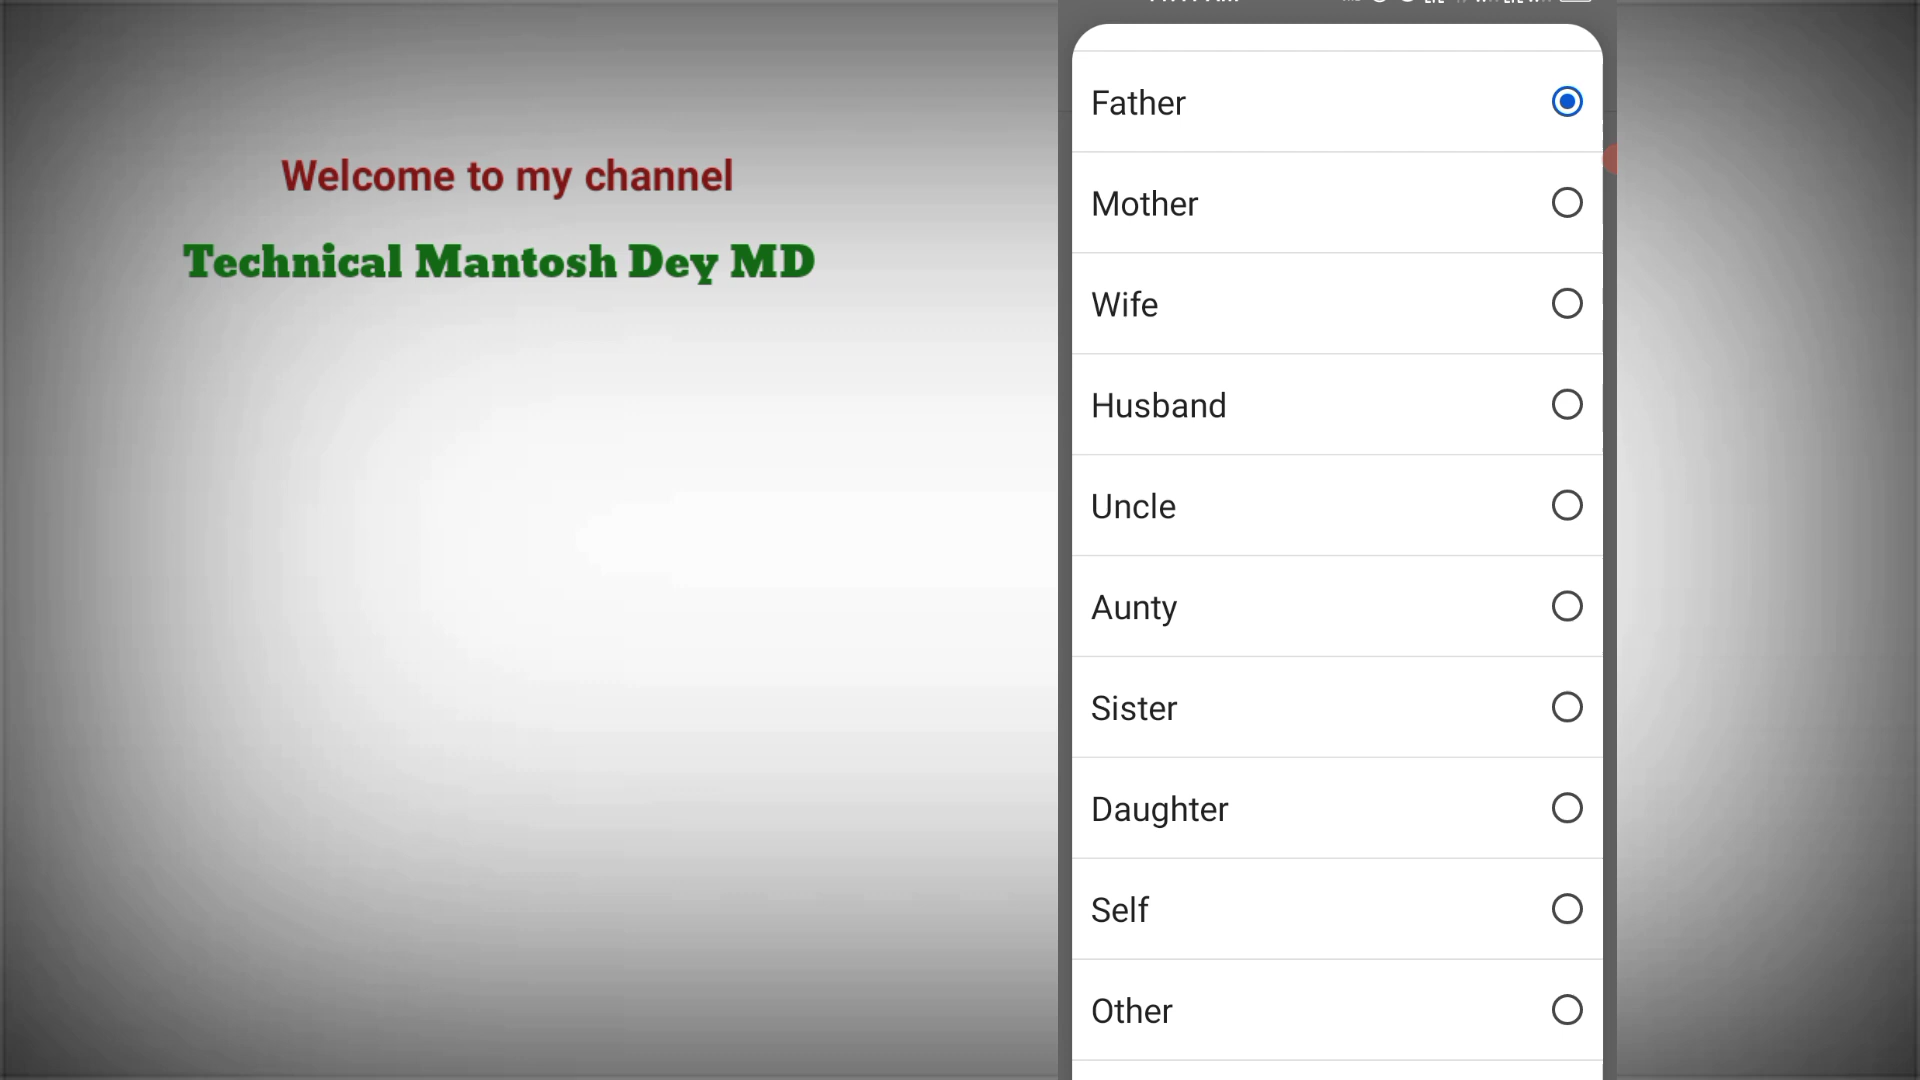 Welcome to my channel
Technical Mantosh Dey MD
Father
Mother
Wife
Husband
Uncle
Aunty
Sister
Daughter
Self
Other